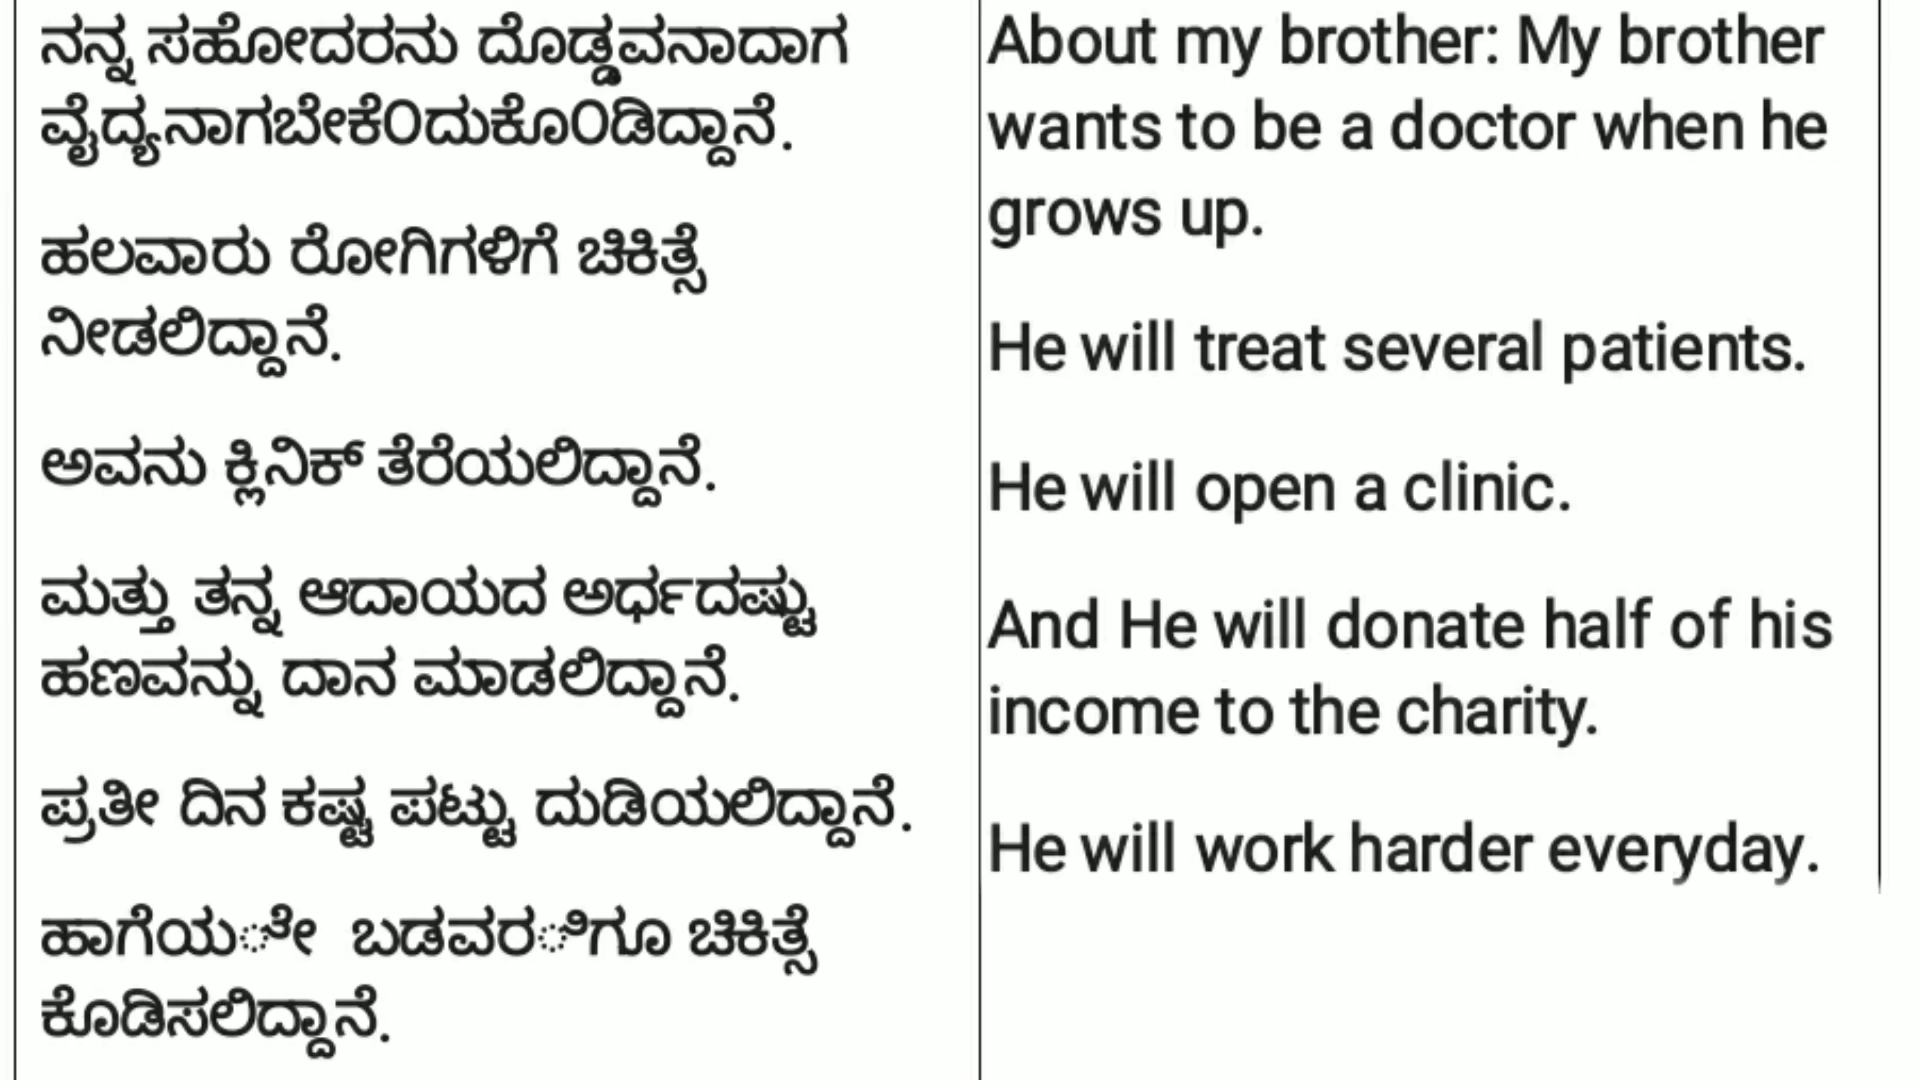 ನನ್ನ ಸಹೋದರನು ದೊಡ್ಡವನಾದಾಗ
ವೈದ್ಯನಾಗಬೇಕೆ೦ದುಕೊ೦ಡಿದ್ದಾನೆ.
ಹಲವಾರು ರೋಗಿಗಳಿಗೆ ಚಿಕಿತ್ಸೆ
ನೀಡಲಿದ್ದಾನೆ.
ಅವನು ಕ್ಲಿನಿಕ್ ತೆರೆಯಲಿದ್ದಾನೆ.
ಮತ್ತು ತನ್ನ ಆದಾಯದ ಅರ್ಧದಷ್ಟು
ಹಣವನ್ನು ದಾನ ಮಾಡಲಿದ್ದಾನೆ.
ಪ್ರತೀ ದಿನ ಕಷ್ಟ ಪಟ್ಟು ದುಡಿಯಲಿದ್ದಾನೆ.
ಹಾಗೆಯ◌ೇ ಬಡವರ◌ಿಗೂ ಚಿಕಿತ್ಸೆ
ಕೊಡಿಸಲಿದ್ದಾನೆ.
About my brother: My brother
wants to be a doctor when he
grows up.
He will treat several patients.
He will open a clinic.
And He will donate half of his
income to the charity.
He will work harder everyday.